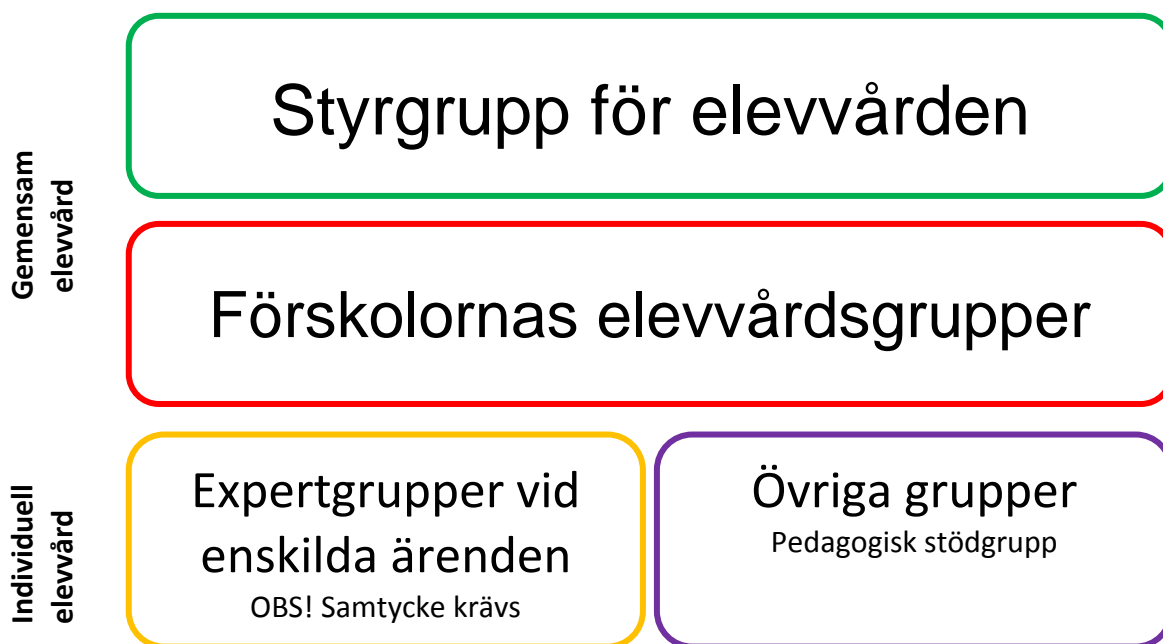 Gemensam
elevvård
Styrgrupp för elevvården
Förskolornas elevvårdsgrupper
Individuell
elevvård
Expertgrupper vid
enskilda ärenden
OBS! Samtycke krävs
Övriga grupper
Pedagogisk stödgrupp